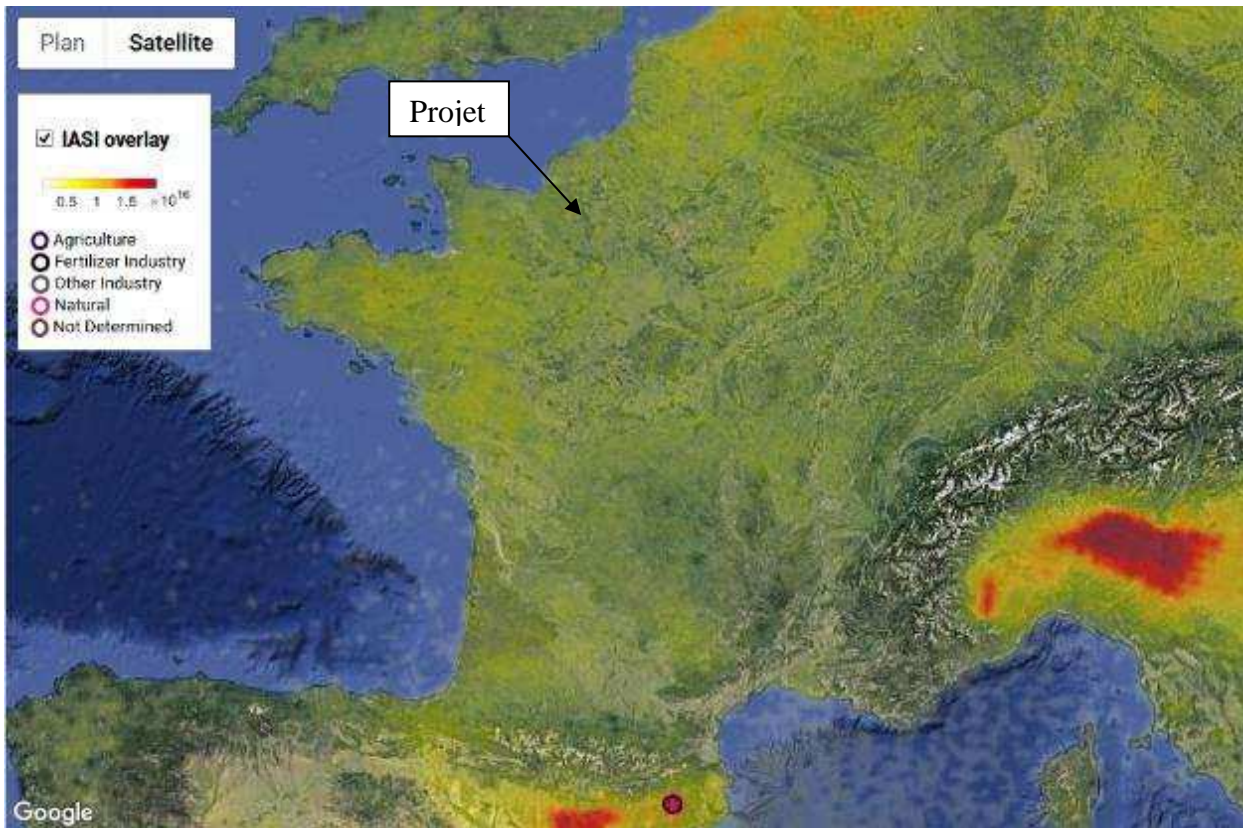 Plan Satellite
Projet
IASI overlay
0.5 1 1.5 ×10¹⁶
Agriculture
Fertilizer Industry
Other Industry
Natural
Not Determined
Google